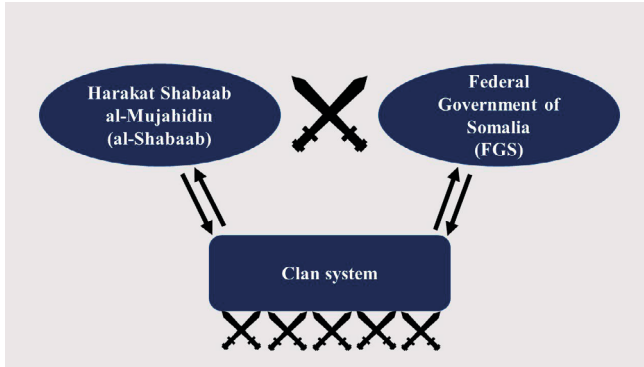 Harakat Shabaab
al-Mujahidin
(al-Shabaab)
Federal
Government of
Somalia
(FGS)
Clan system